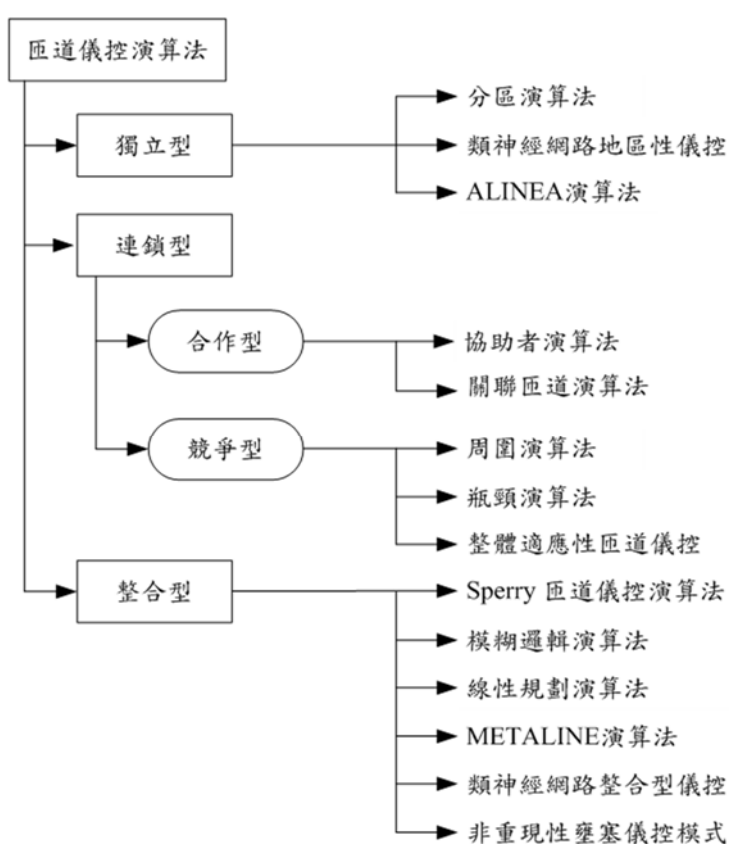 匝道儀控演算法
獨立型
分區演算法
類神經網路地區性儀控
ALINEA演算法
連鎖型
合作型
協助者演算法
關聯匝道演算法
競爭型
周圍演算法
瓶頸演算法
整體適應性匝道儀控
整合型
Sperry 匝道儀控演算法
模糊邏輯演算法
線性規劃演算法
METALINE演算法
類神經網路整合型儀控
非重現性壅塞儀控模式